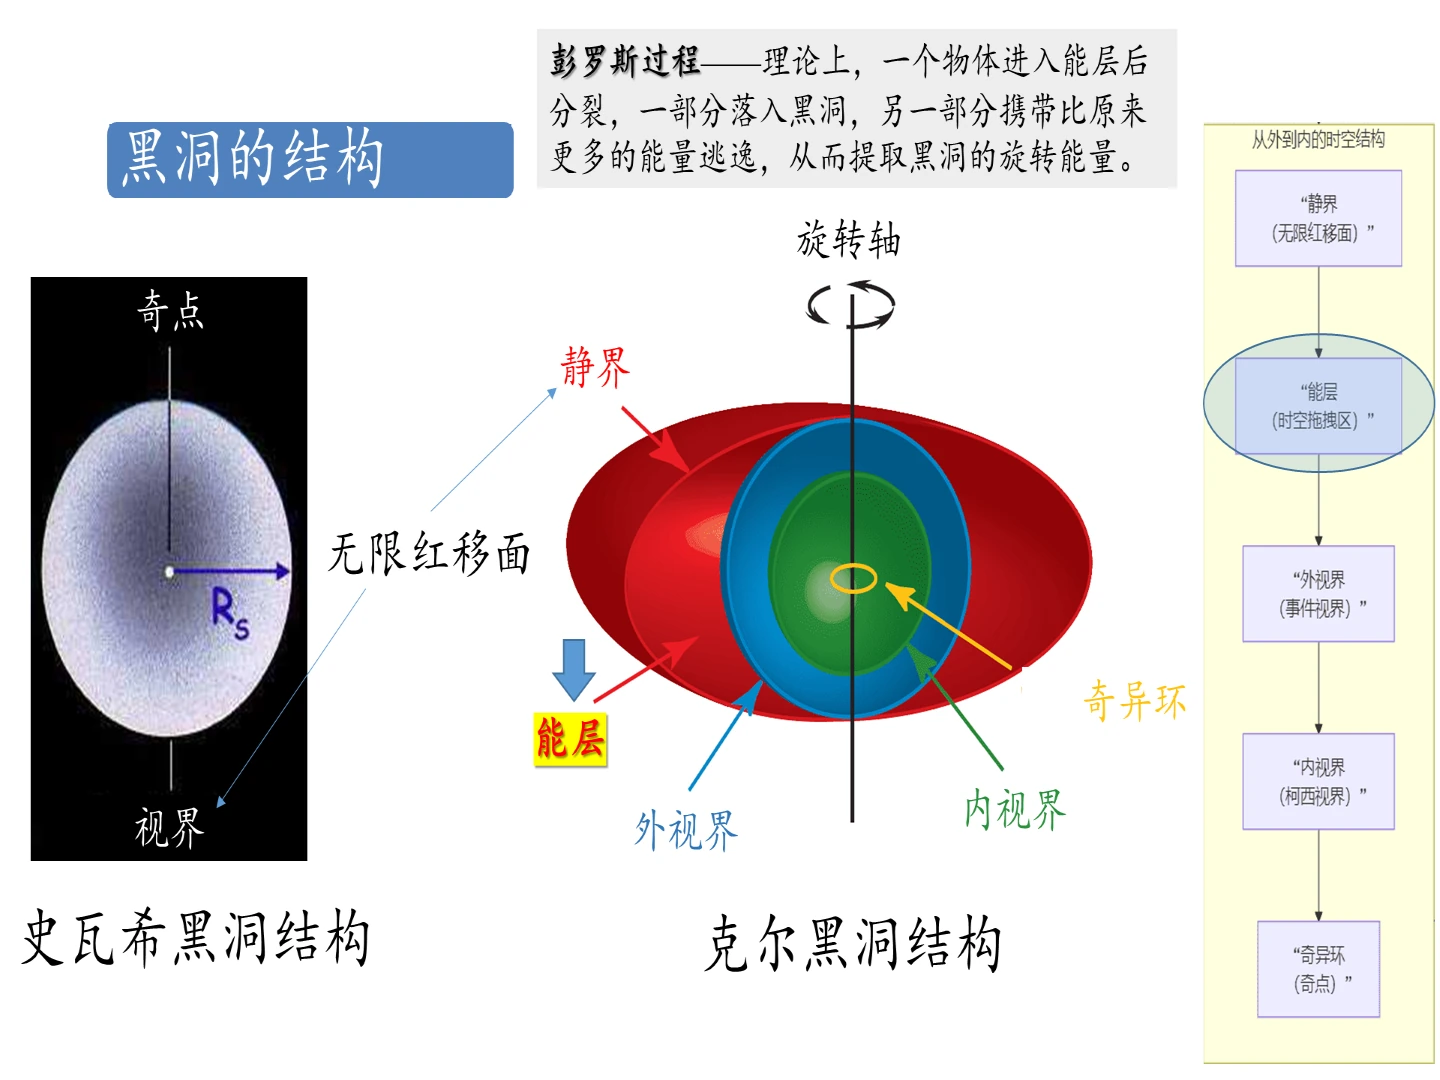 彭罗斯过程——理论上，一个物体进入能层后
分裂，一部分落入黑洞，另一部分携带比原来
更多的能量逃逸，从而提取黑洞的旋转能量。
黑洞的结构
旋转轴
奇点
静界
无限红移面
Rs
能层
奇异环
外视界
内视界
视界
史瓦希黑洞结构
克尔黑洞结构
从外到内的时空结构
“静界
（无限红移面）”
“能层
（时空拖拽区）”
“外视界
（事件视界）”
“内视界
（柯西视界）”
“奇异环
（奇点）”